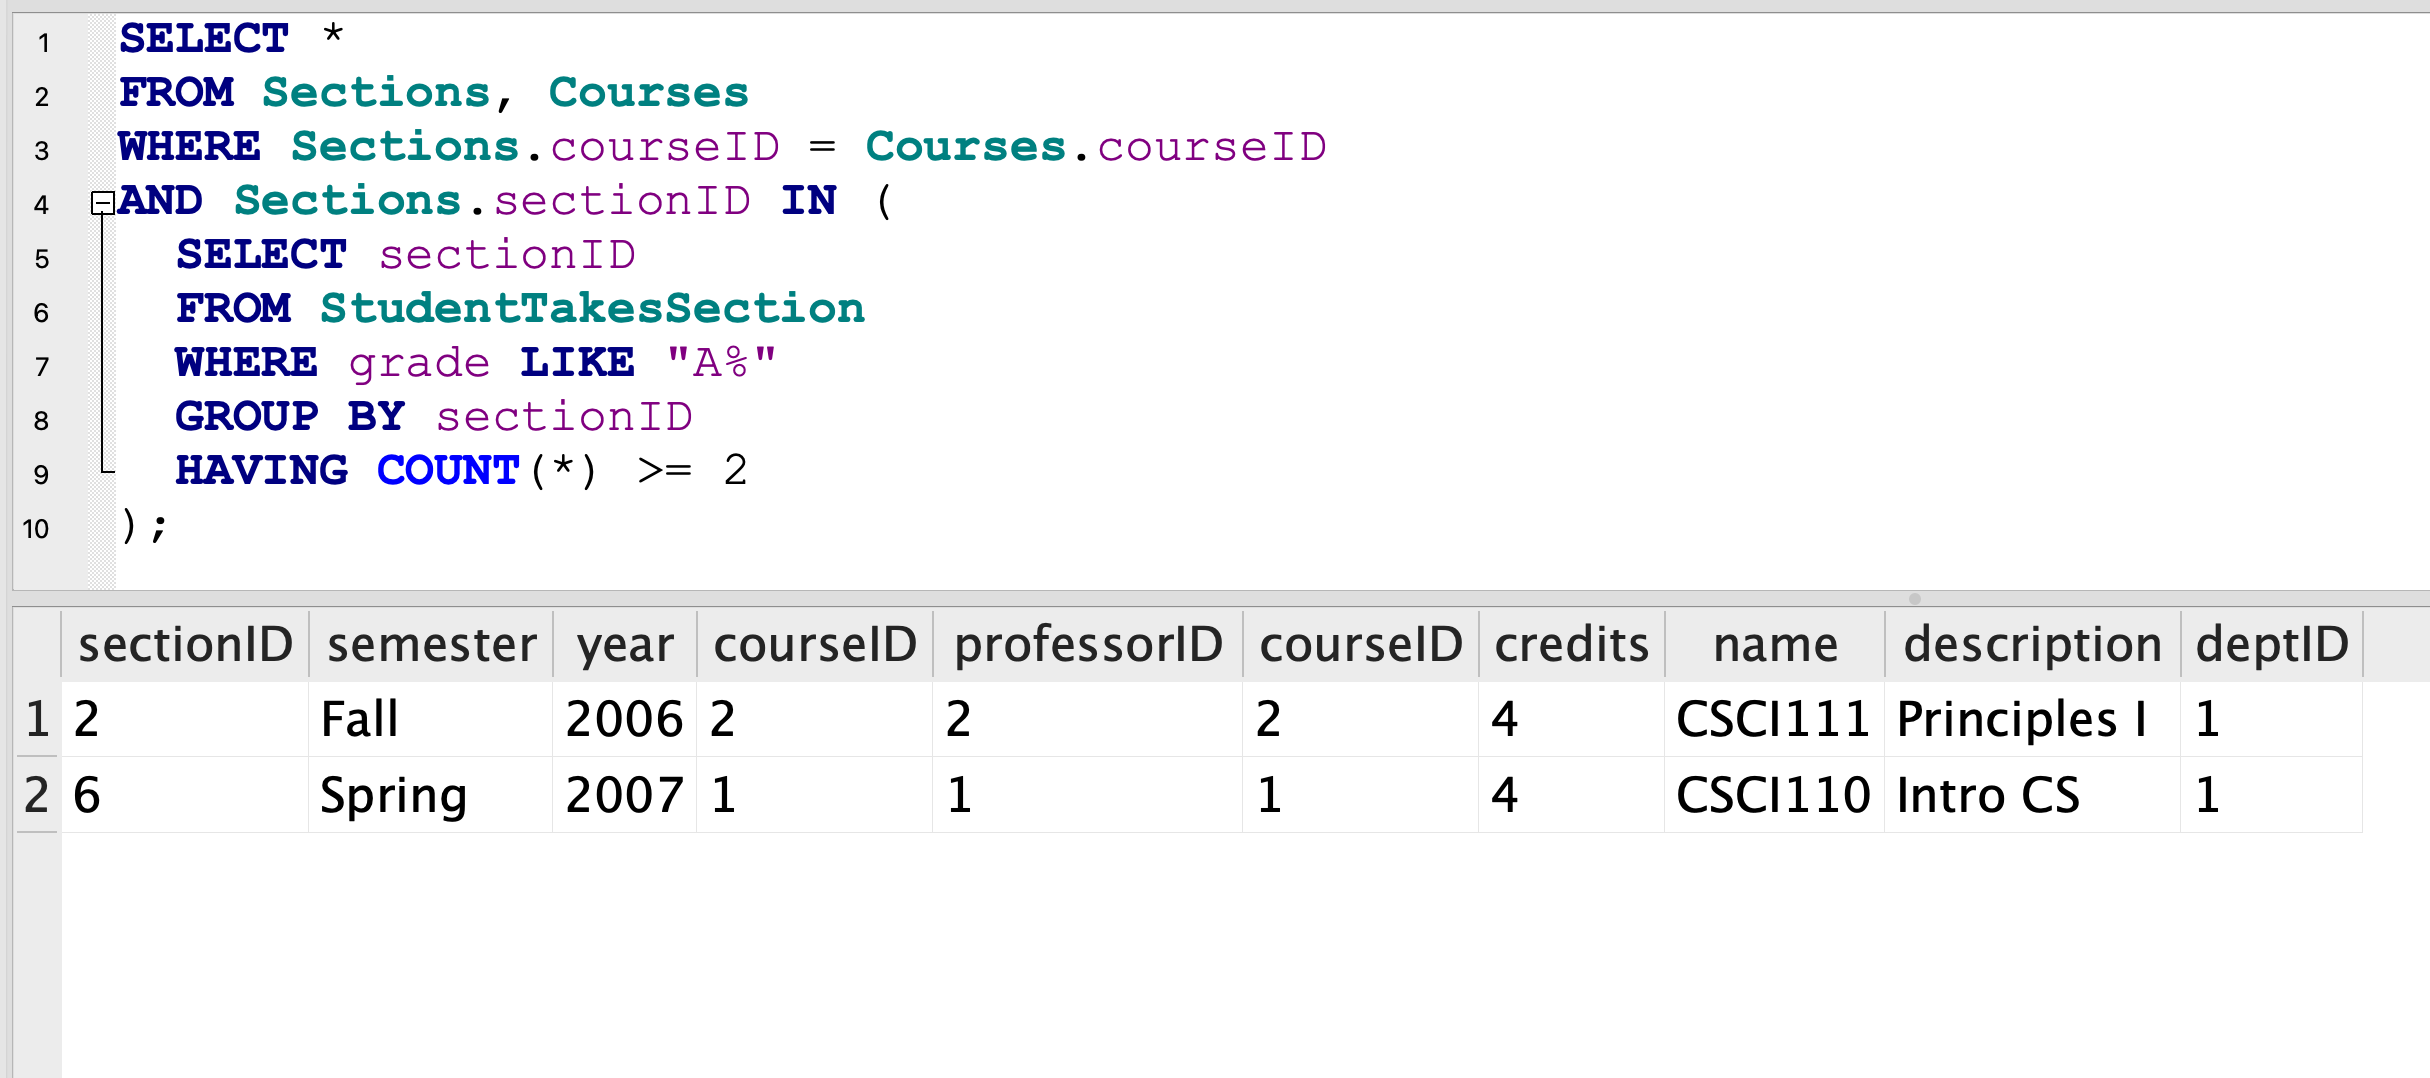 1 SELECT *
2 FROM Sections, Courses
3 WHERE Sections.courseID = Courses.courseID
4 AND Sections.sectionID IN (
5 SELECT sectionID
6 FROM StudentTakesSection
7 WHERE grade LIKE "A%"
8 GROUP BY sectionID
9 HAVING COUNT(*) >= 2
10 );
sectionID semester year courseID professorID courseID credits name description deptID
1 2 Fall 2006 2 2 2 4 CSCI111 Principles I 1
2 6 Spring 2007 1 1 1 4 CSCI110 Intro CS 1